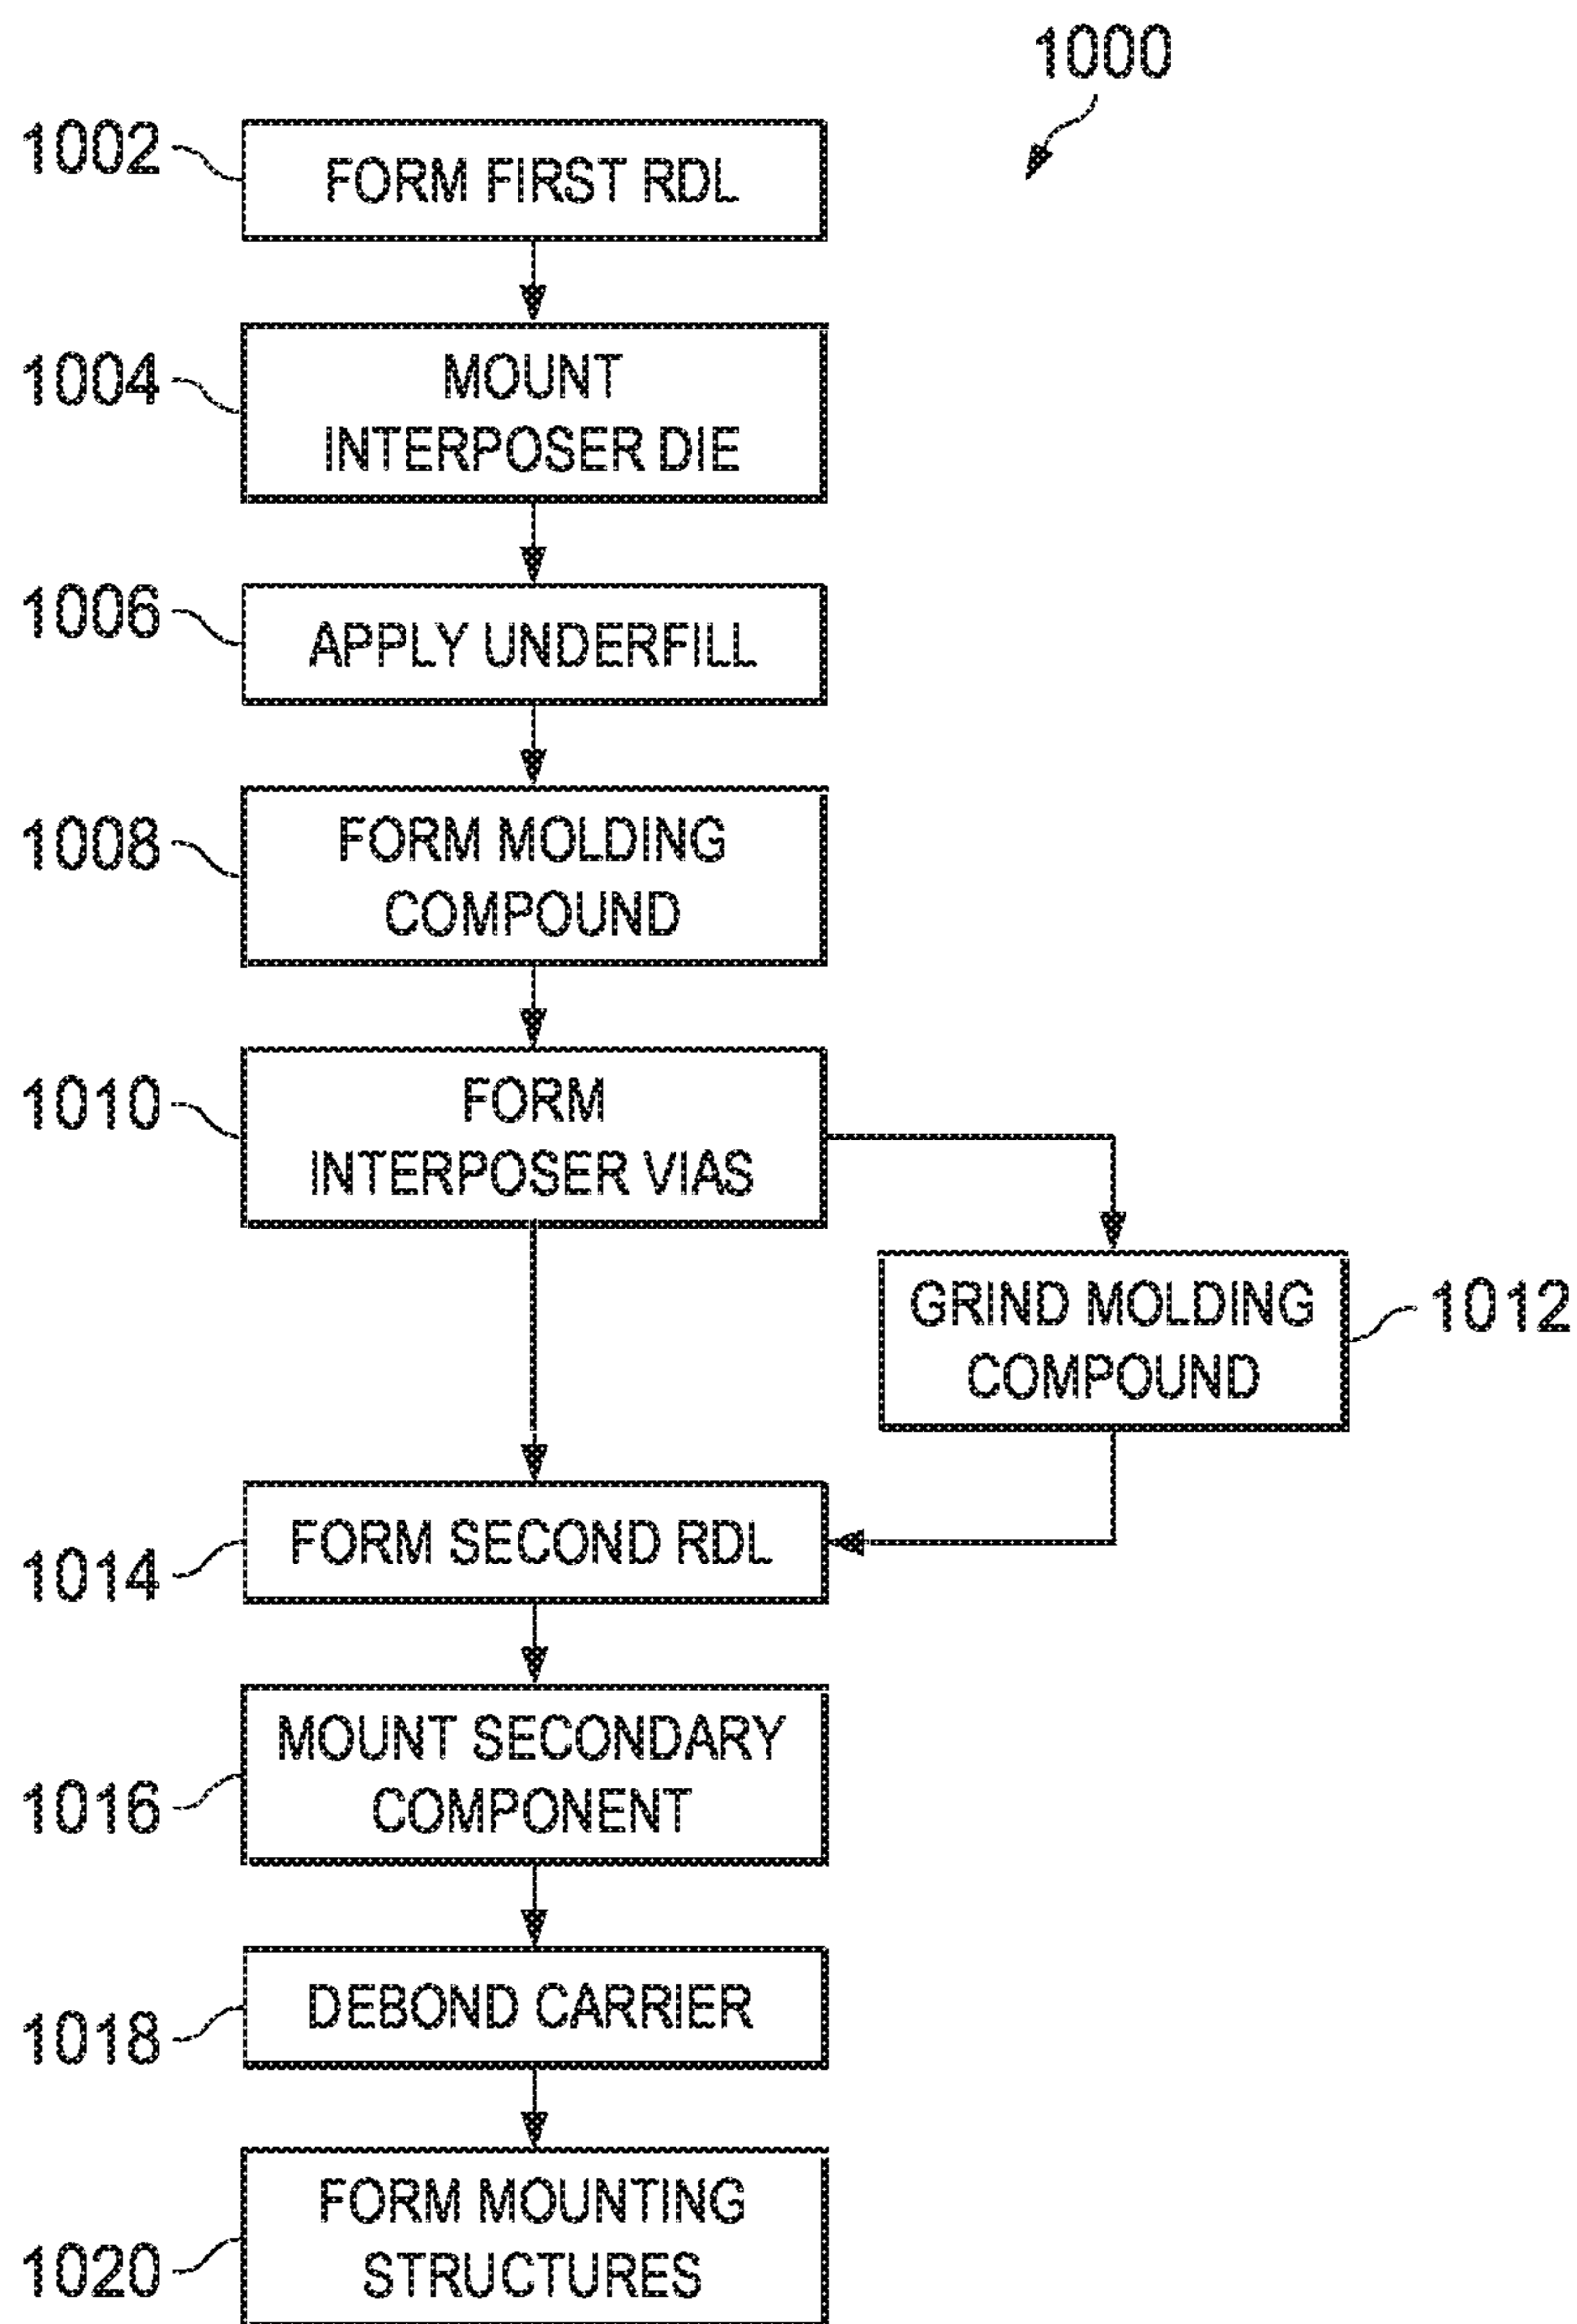 1000
1002
FORM FIRST RDL
1004
MOUNT
INTERPOSER DIE
1006
APPLY UNDERFILL
1008
FORM MOLDING
COMPOUND
1010
FORM
INTERPOSER VIAS
GRIND MOLDING
COMPOUND
1012
1014
FORM SECOND RDL
1016
MOUNT SECONDARY
COMPONENT
1018
DEBOND CARRIER
1020
FORM MOUNTING
STRUCTURES